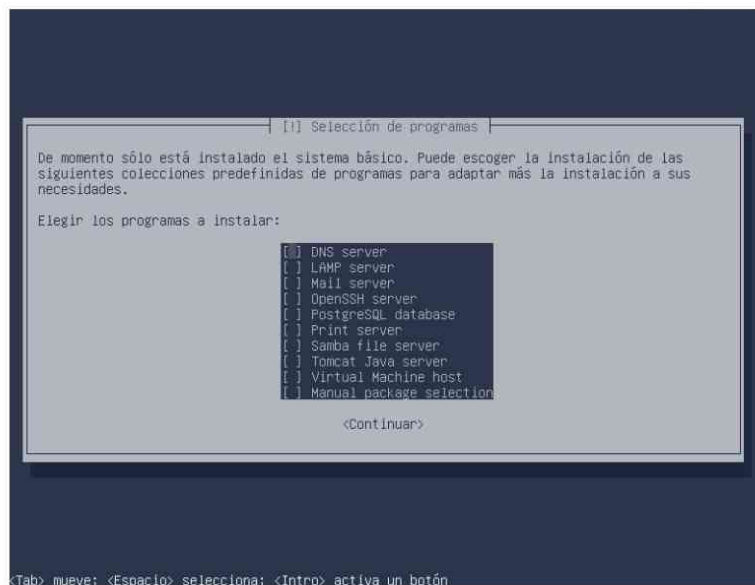 [!] Selección de programas
De momento sólo está instalado el sistema básico. Puede escoger la instalación de las
siguientes colecciones predefinidas de programas para adaptar más la instalación a sus
necesidades.
Elegir los programas a instalar:
[ ] DNS server
[ ] LAMP server
[ ] Mail server
[ ] OpenSSH server
[ ] PostgreSQL database
[ ] Print server
[ ] Samba file server
[ ] Tomcat Java server
[ ] Virtual Machine host
[ ] Manual package selection
<Continuar>
<Tab> mueve; <Espacio> selecciona; <Intro> activa un botón